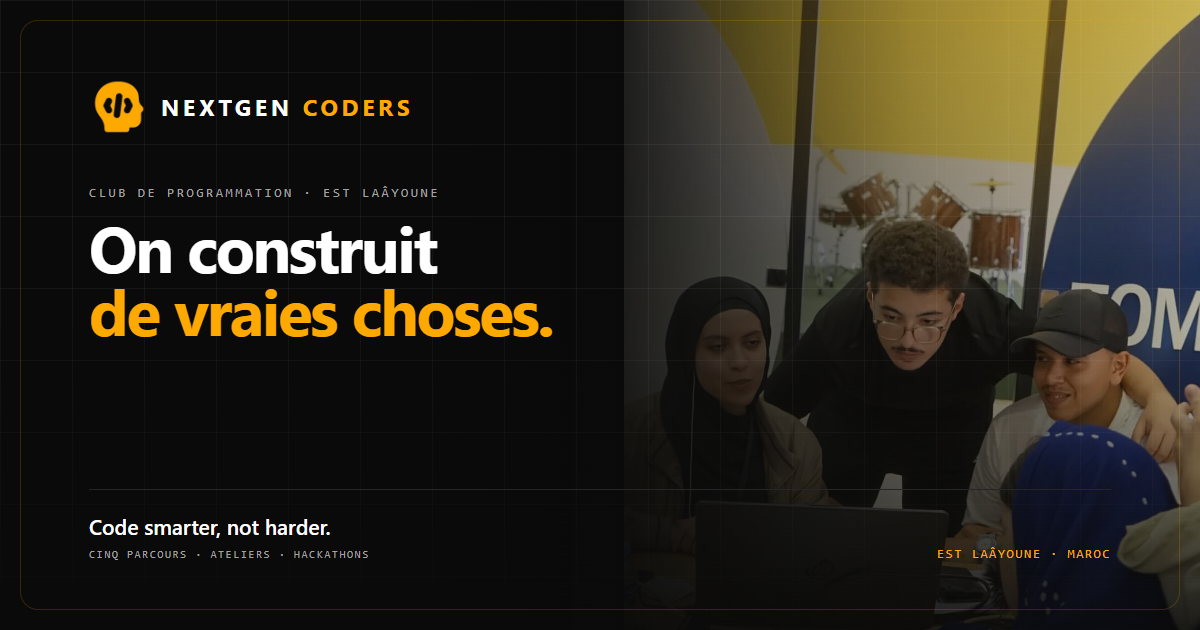 NEXTGEN CODERS
CLUB DE PROGRAMMATION · EST LAÂYOUNE
On construit
de vraies choses.
Code smarter, not harder.
CINQ PARCOURS · ATELIERS · HACKATHONS
EST LAÂYOUNE · MAROC